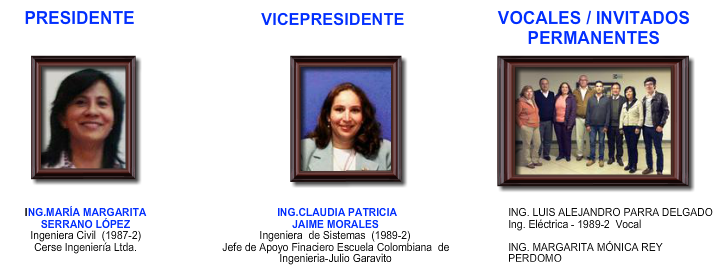 PRESIDENTE
VICEPRESIDENTE
VOCALES / INVITADOS
PERMANENTES
ING.MARÍA MARGARITA
SERRANO LÓPEZ
Ingeniera Civil (1987-2)
Cerse Ingeniería Ltda.
ING.CLAUDIA PATRICIA
JAIME MORALES
Ingeniera de Sistemas (1989-2)
Jefe de Apoyo Finaciero Escuela Colombiana de
Ingenieria-Julio Garavito
ING. LUIS ALEJANDRO PARRA DELGADO
Ing. Eléctrica - 1989-2 Vocal
ING. MARGARITA MÓNICA REY
PERDOMO